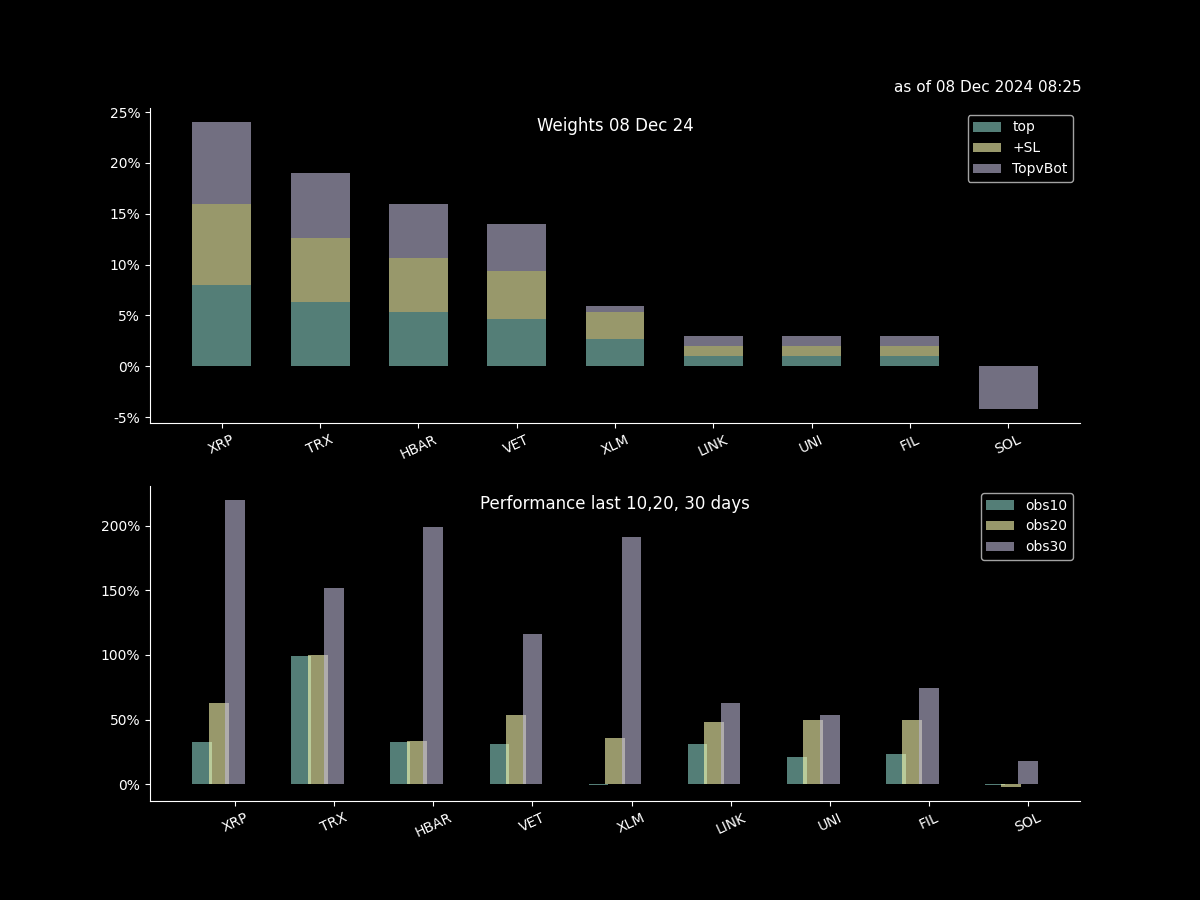 as of 08 Dec 2024 08:25
Weights 08 Dec 24
top
+SL
TopvBot
25%
20%
15%
10%
5%
0%
-5%
XRP TRX HBAR VET XLM LINK UNI FIL SOL
Performance last 10,20, 30 days
obs10
obs20
obs30
200%
150%
100%
50%
0%
XRP TRX HBAR VET XLM LINK UNI FIL SOL